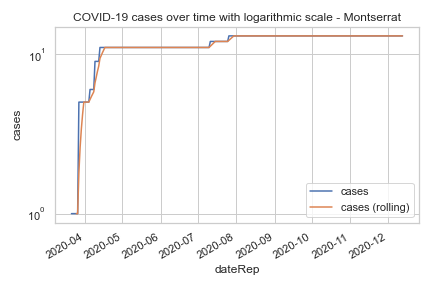 COVID-19 cases over time with logarithmic scale - Montserrat
10¹
10⁰
cases
cases
cases (rolling)
2020-04
2020-05
2020-06
2020-07
2020-08
2020-09
2020-10
2020-11
2020-12
dateRep